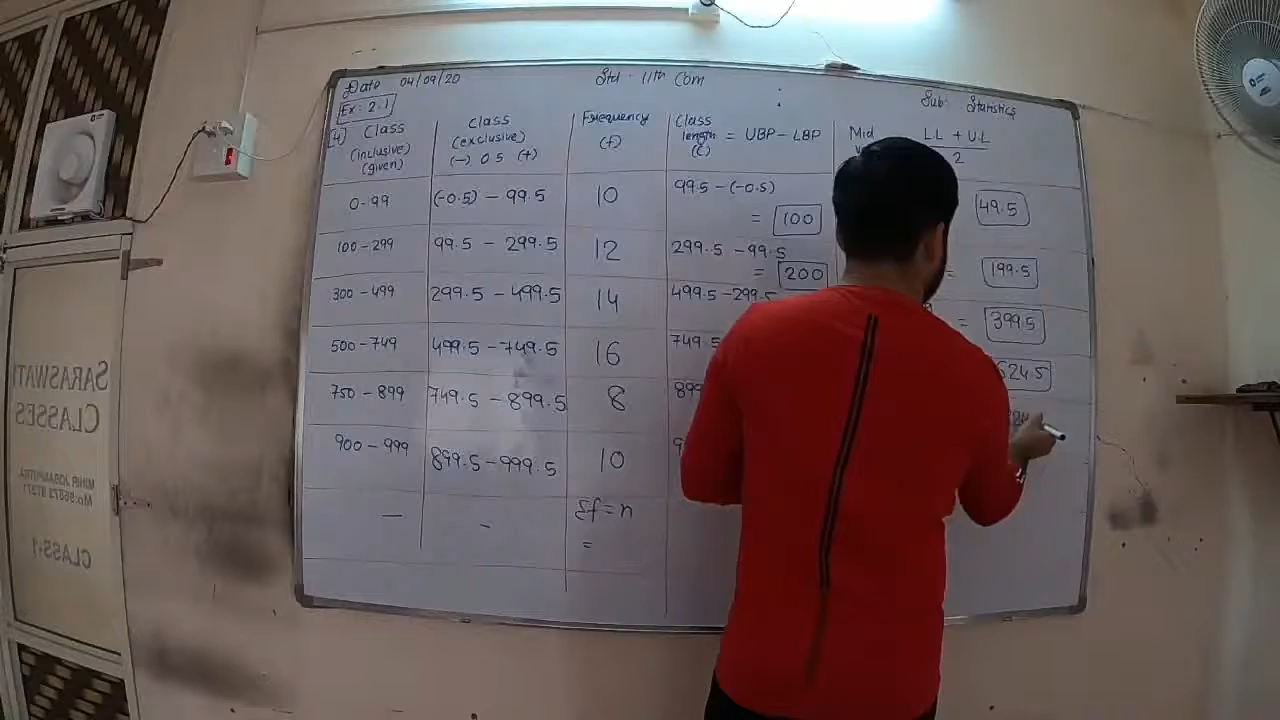 Date 04/09/20
Std. 11th Com
Sub: Statistics
Ex: 2.1
[4] Class (inclusive) (given)
Class (exclusive) (-) 0.5 (+)
Frequency (f)
Class length (C) = UBP - LBP
Mid
LL + UL
2
0-99 (-0.5) - 99.5 10 99.5 - (-0.5) = 100 49.5
100-299 99.5 - 299.5 12 299.5 - 99.5 = 200 = 199.5
300-499 299.5 - 499.5 14 499.5 - 299.5 = 399.5
500-749 499.5 - 749.5 16 749.5 624.5
750-899 749.5 - 899.5 8 899
900-999 899.5 - 999.5 10 9
- - Σf = n
=
SARASWATI
CLASSES
CLASS-1